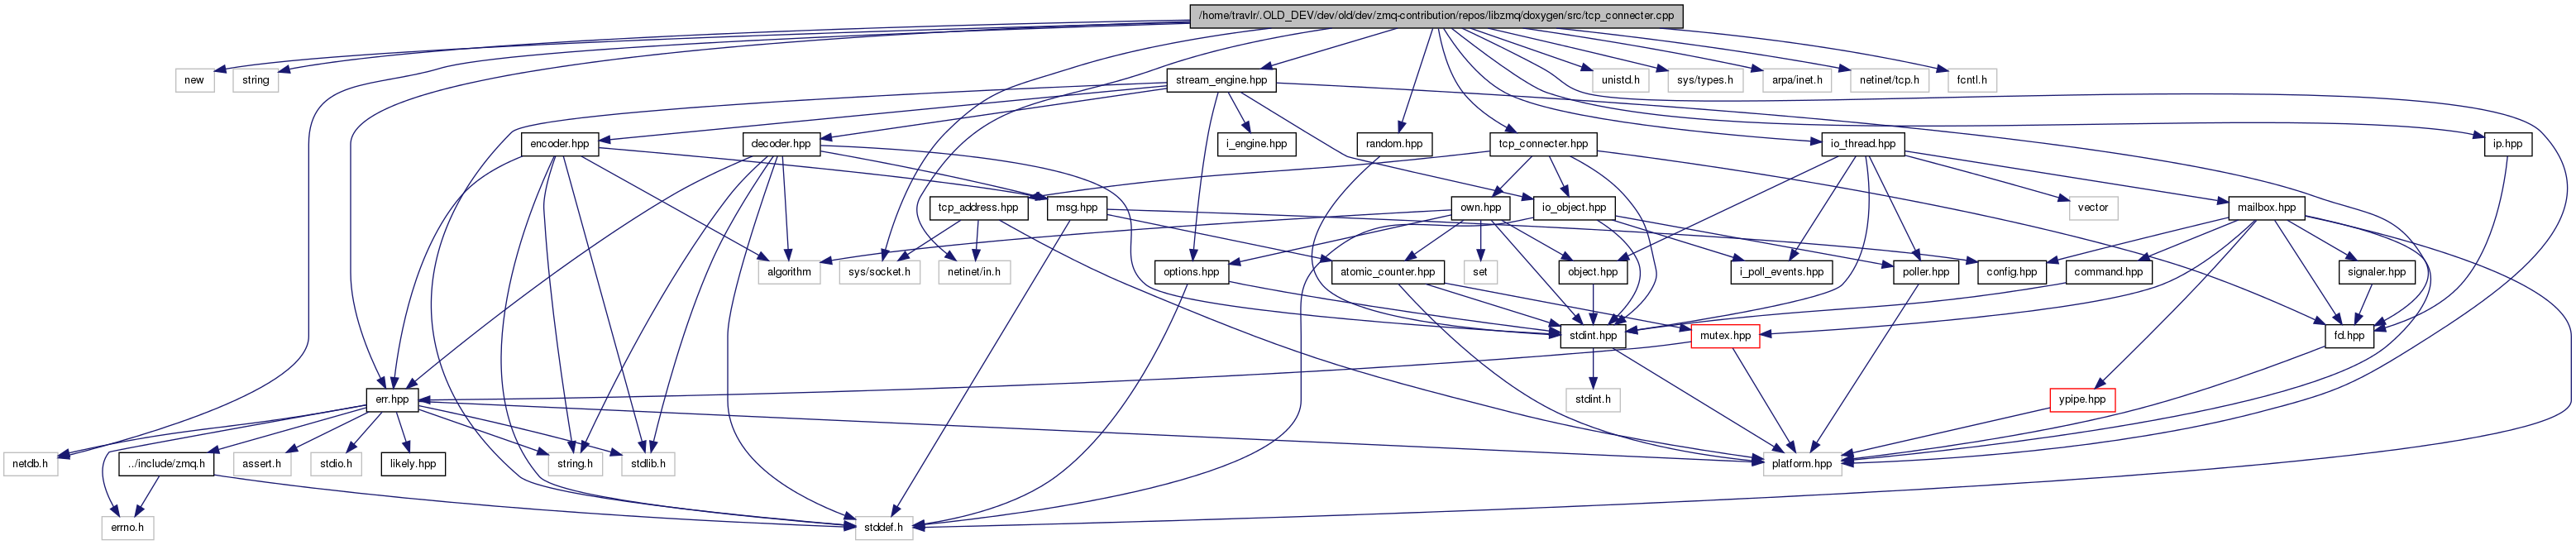 /home/travlr/.OLD_DEV/dev/old/dev/zmq-contribution/repos/libzmq/doxygen/src/tcp_connecter.cpp
new
string
stream_engine.hpp
unistd.h
sys/types.h
arpa/inet.h
netinet/tcp.h
fcntl.h
encoder.hpp
decoder.hpp
i_engine.hpp
random.hpp
tcp_connecter.hpp
io_thread.hpp
ip.hpp
tcp_address.hpp
msg.hpp
own.hpp
io_object.hpp
vector
mailbox.hpp
algorithm
sys/socket.h
netinet/in.h
options.hpp
atomic_counter.hpp
set
object.hpp
i_poll_events.hpp
poller.hpp
config.hpp
command.hpp
signaler.hpp
stdint.hpp
mutex.hpp
fd.hpp
err.hpp
stdint.h
ypipe.hpp
netdb.h
../include/zmq.h
assert.h
stdio.h
likely.hpp
string.h
stdlib.h
platform.hpp
errno.h
stddef.h